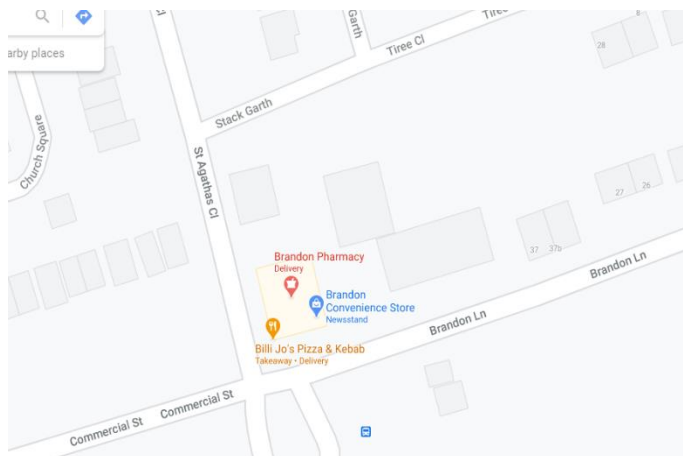 arby places
Garth
Tiree
Tiree Cl
28
Stack Garth
Church Square
St Agathas Cl
27
26
37
37b
Brandon Ln
Brandon Pharmacy
Delivery
Brandon
Convenience Store
Newsstand
Brandon Ln
Billi Jo's Pizza & Kebab
Takeaway • Delivery
Commercial St
Commercial St